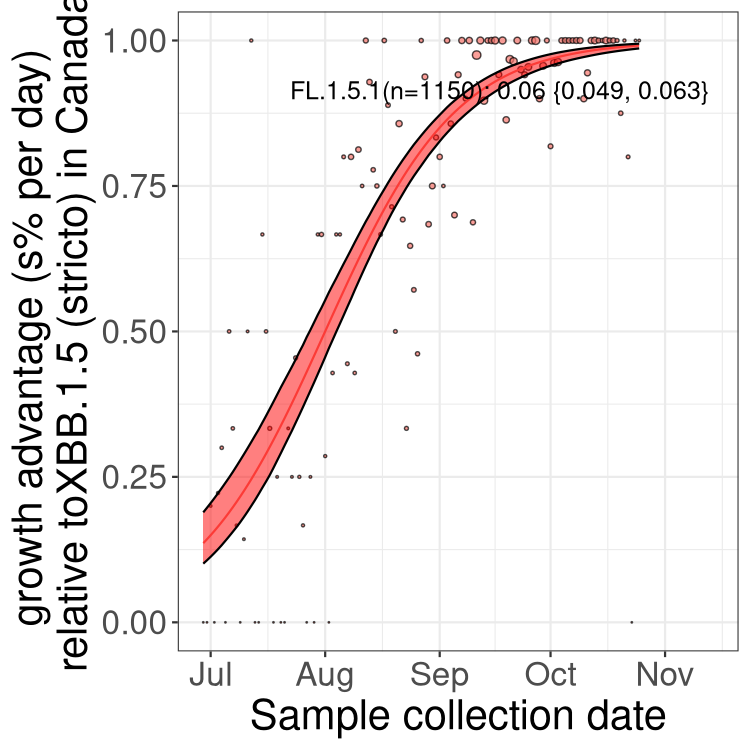 growth advantage (s% per day)
relative toXBB.1.5 (stricto) in Canada
1.00
0.75
0.50
0.25
0.00
FL.1.5.1(n=1150): 0.06 {0.049, 0.063}
Jul Aug Sep Oct Nov
Sample collection date